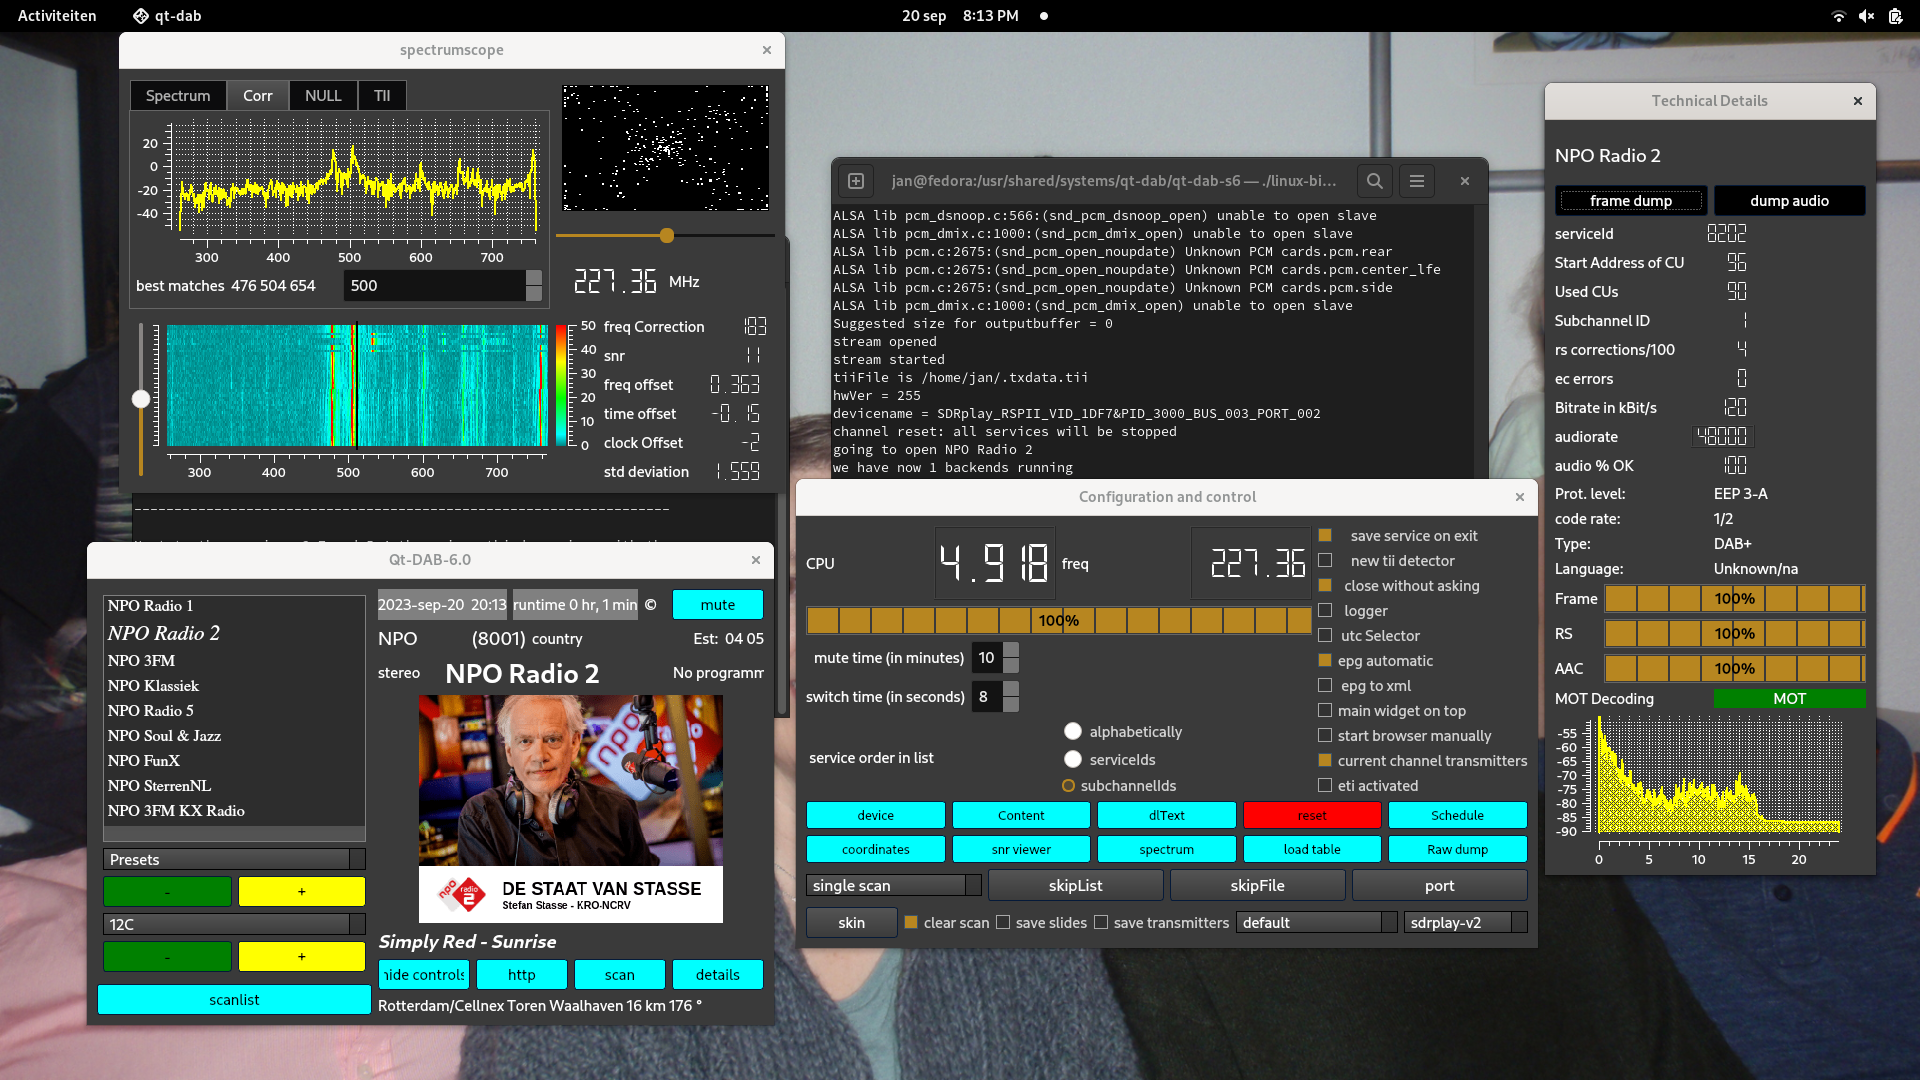 Activiteiten
qt-dab
20 sep 8:13 PM
spectrumscope
Spectrum Corr NULL TII
20
0
-20
-40
300 400 500 600 700
best matches 476 504 654
500
227.36 MHz
freq Correction 183
snr 11
freq offset 0.363
time offset -0.15
clock Offset -2
std deviation 1.559
50
40
30
20
10
0
300 400 500 600 700
jan@fedora:/usr/shared/systems/qt-dab/qt-dab-s6 — ./linux-bi...
ALSA lib pcm_dsnoop.c:566:(snd_pcm_dsnoop_open) unable to open slave
ALSA lib pcm_dmix.c:1000:(snd_pcm_dmix_open) unable to open slave
ALSA lib pcm.c:2675:(snd_pcm_open_noupdate) Unknown PCM cards.pcm.rear
ALSA lib pcm.c:2675:(snd_pcm_open_noupdate) Unknown PCM cards.pcm.center_lfe
ALSA lib pcm.c:2675:(snd_pcm_open_noupdate) Unknown PCM cards.pcm.side
ALSA lib pcm_dmix.c:1000:(snd_pcm_dmix_open) unable to open slave
Suggested size for outputbuffer = 0
stream opened
stream started
tiiFile is /home/jan/.txdata.tii
hwVer = 255
devicename = SDRplay_RSPII_VID_1DF7&PID_3000_BUS_003_PORT_002
channel reset: all services will be stopped
going to open NPO Radio 2
we have now 1 backends running
Technical Details
NPO Radio 2
frame dump
dump audio
serviceId 8202
Start Address of CU 96
Used CUs 90
Subchannel ID 1
rs corrections/100 4
ec errors 0
Bitrate in kBit/s 120
audiorate 48000
audio % OK 100
Prot. level: EEP 3-A
code rate: 1/2
Type: DAB+
Language: Unknown/na
Frame 100%
RS 100%
AAC 100%
MOT Decoding MOT
-55
-60
-65
-70
-75
-80
-85
-90
0 5 10 15 20
Qt-DAB-6.0
NPO Radio 1
NPO Radio 2
NPO 3FM
NPO Klassiek
NPO Radio 5
NPO Soul & Jazz
NPO FunX
NPO SterrenNL
NPO 3FM KX Radio
Presets
- +
12C
- +
scanlist
2023-sep-20 20:13 runtime 0 hr, 1 min © mute
NPO (8001) country Est: 04 05
stereo NPO Radio 2 No programm
npo radio 2
DE STAAT VAN STASSE
Stefan Stasse - KRO-NCRV
Simply Red - Sunrise
hide controls http scan details
Rotterdam/Cellnex Toren Waalhaven 16 km 176 °
Configuration and control
CPU 4.918 freq 227.36
100%
mute time (in minutes) 10
switch time (in seconds) 8
service order in list
alphabetically
serviceIds
subchannelIds
save service on exit
new tii detector
close without asking
logger
utc Selector
epg automatic
epg to xml
main widget on top
start browser manually
current channel transmitters
eti activated
device Content dlText reset Schedule
coordinates snr viewer spectrum load table Raw dump
single scan skipList skipFile port
skin clear scan save slides save transmitters default sdrplay-v2